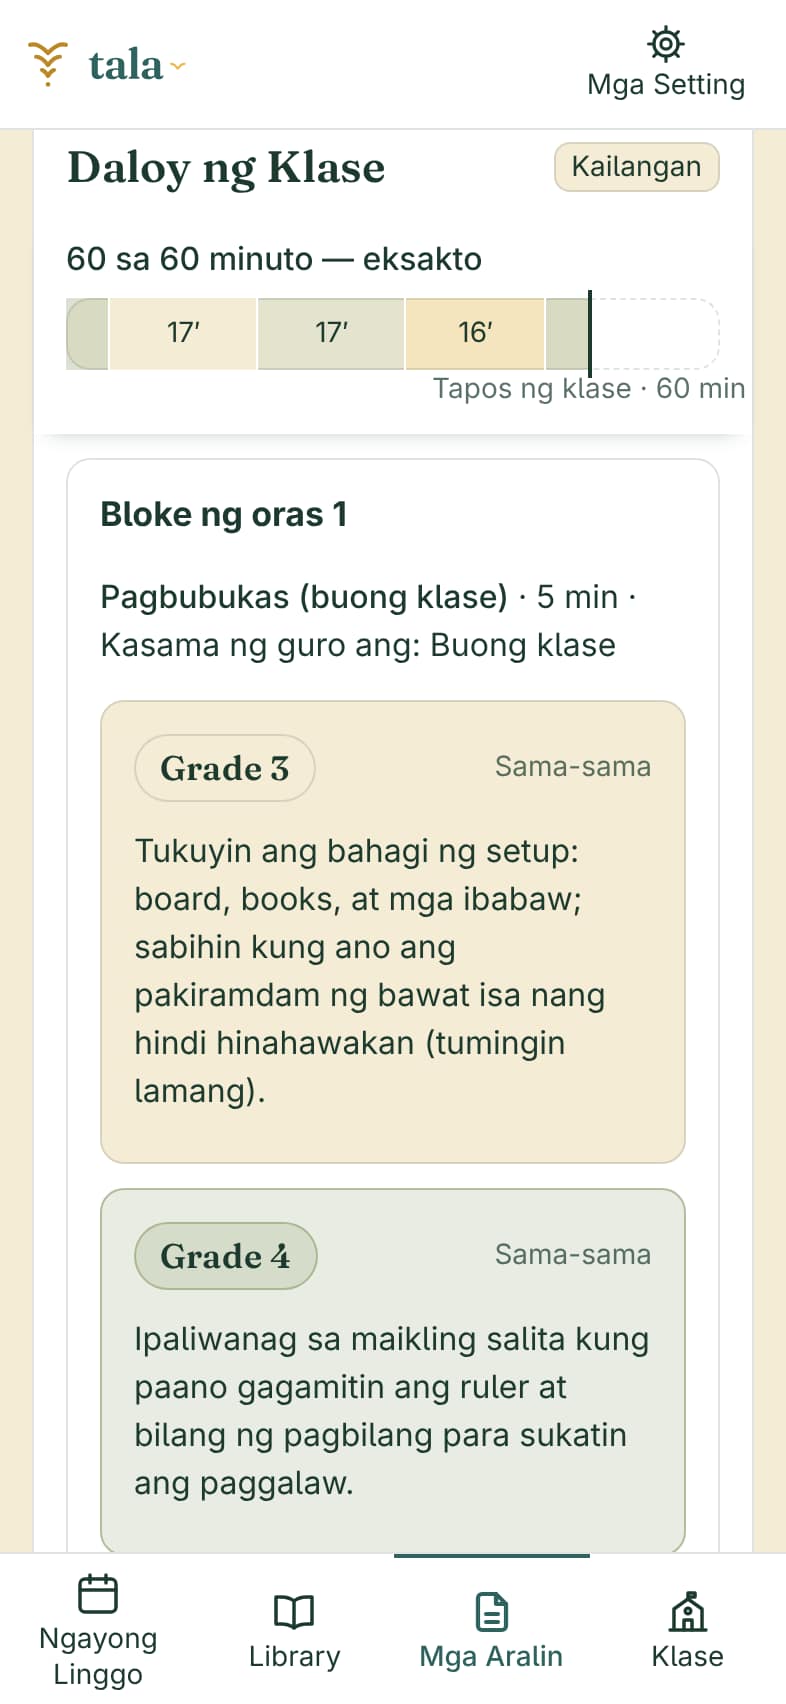 tala
Mga Setting
Daloy ng Klase
Kailangan
60 sa 60 minuto — eksakto
17′
17′
16′
Tapos ng klase · 60 min
Bloke ng oras 1
Pagbubukas (buong klase) · 5 min ·
Kasama ng guro ang: Buong klase
Grade 3
Sama-sama
Tukuyin ang bahagi ng setup:
board, books, at mga ibabaw;
sabihin kung ano ang
pakiramdam ng bawat isa nang
hindi hinahawakan (tumingin
lamang).
Grade 4
Sama-sama
Ipaliwanag sa maikling salita kung
paano gagamitin ang ruler at
bilang ng pagbilang para sukatin
ang paggalaw.
Ngayong
Linggo
Library
Mga Aralin
Klase